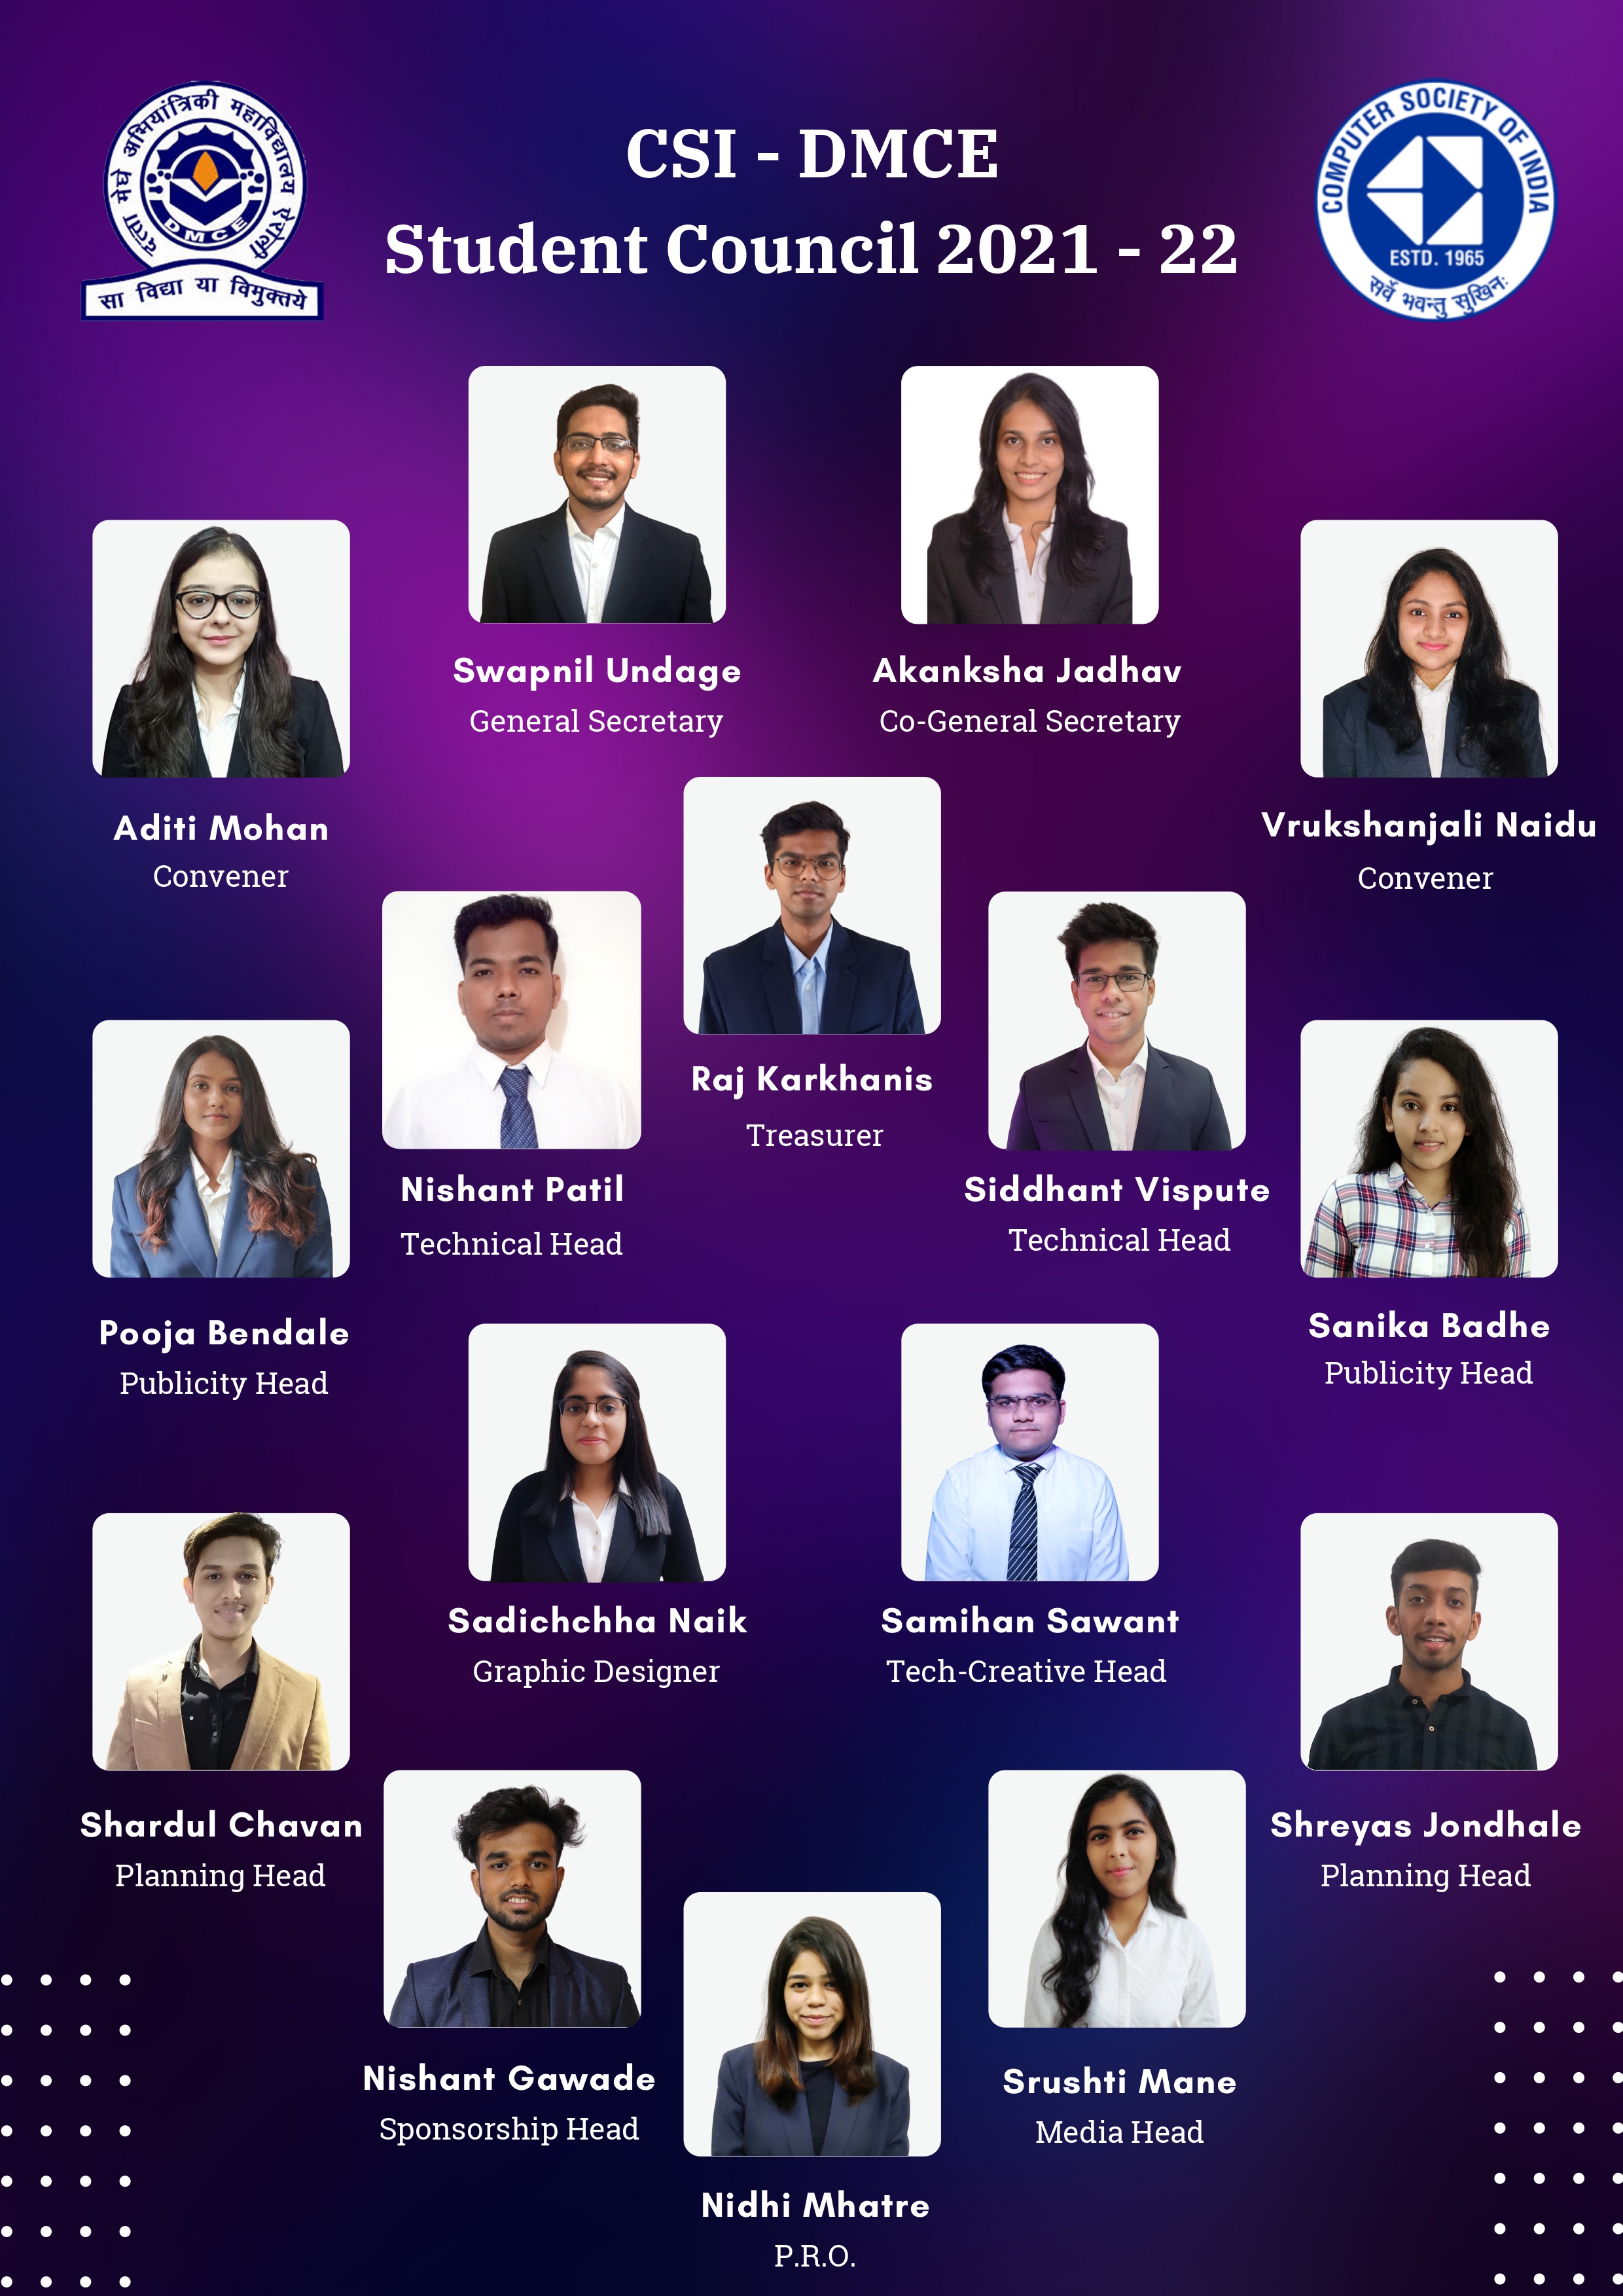 दत्ता मेघे अभियांत्रिकी महाविद्यालय ऐरोली
DMCE
सा विद्या या विमुक्तये
CSI - DMCE
Student Council 2021 - 22
COMPUTER SOCIETY OF INDIA
ESTD. 1965
सर्वे भवन्तु सुखिनः
Swapnil Undage
General Secretary
Akanksha Jadhav
Co-General Secretary
Aditi Mohan
Convener
Vrukshanjali Naidu
Convener
Raj Karkhanis
Treasurer
Nishant Patil
Technical Head
Siddhant Vispute
Technical Head
Pooja Bendale
Publicity Head
Sanika Badhe
Publicity Head
Sadichchha Naik
Graphic Designer
Samihan Sawant
Tech-Creative Head
Shardul Chavan
Planning Head
Shreyas Jondhale
Planning Head
Nishant Gawade
Sponsorship Head
Srushti Mane
Media Head
Nidhi Mhatre
P.R.O.